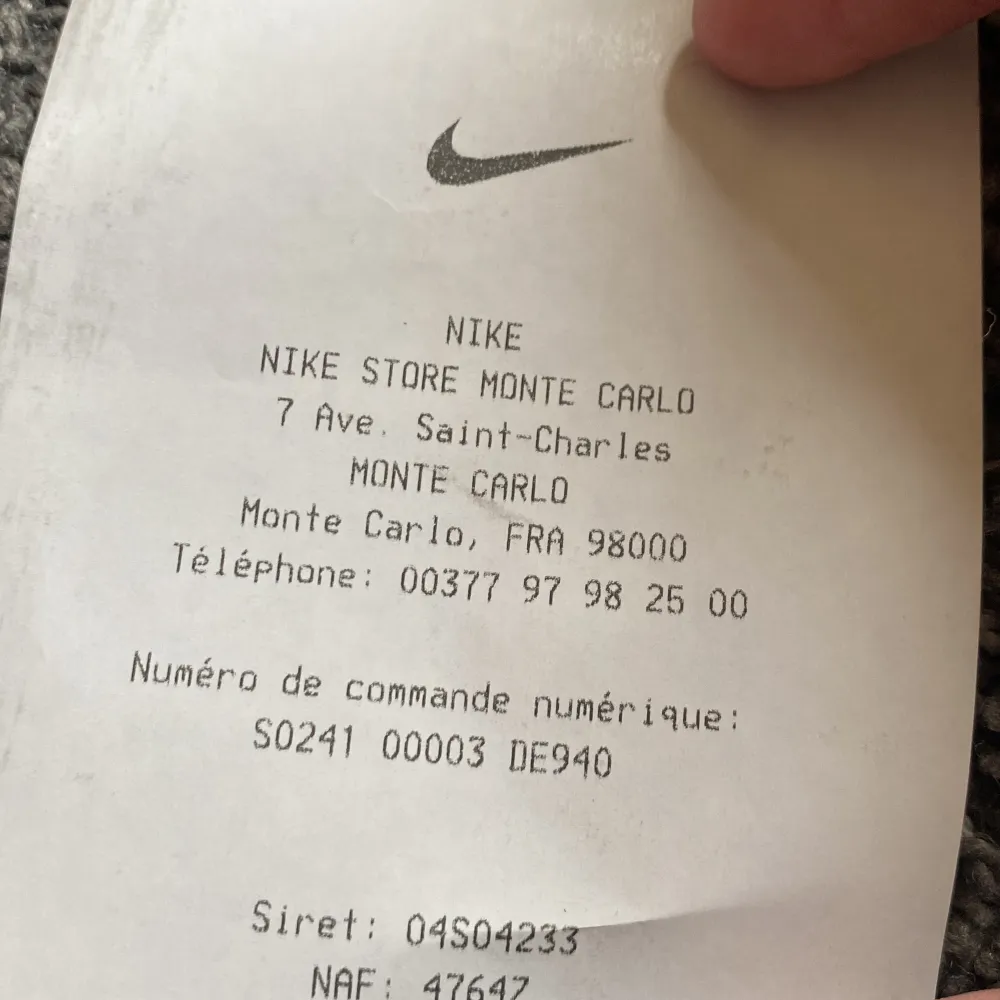 NIKE
NIKE STORE MONTE CARLO
7 Ave. Saint-Charles
MONTE CARLO
Monte Carlo, FRA 98000
Téléphone: 00377 97 98 25 00
Numéro de commande numérique:
S0241 00003 DE940
Siret: 04S04233
NAF: 4764Z